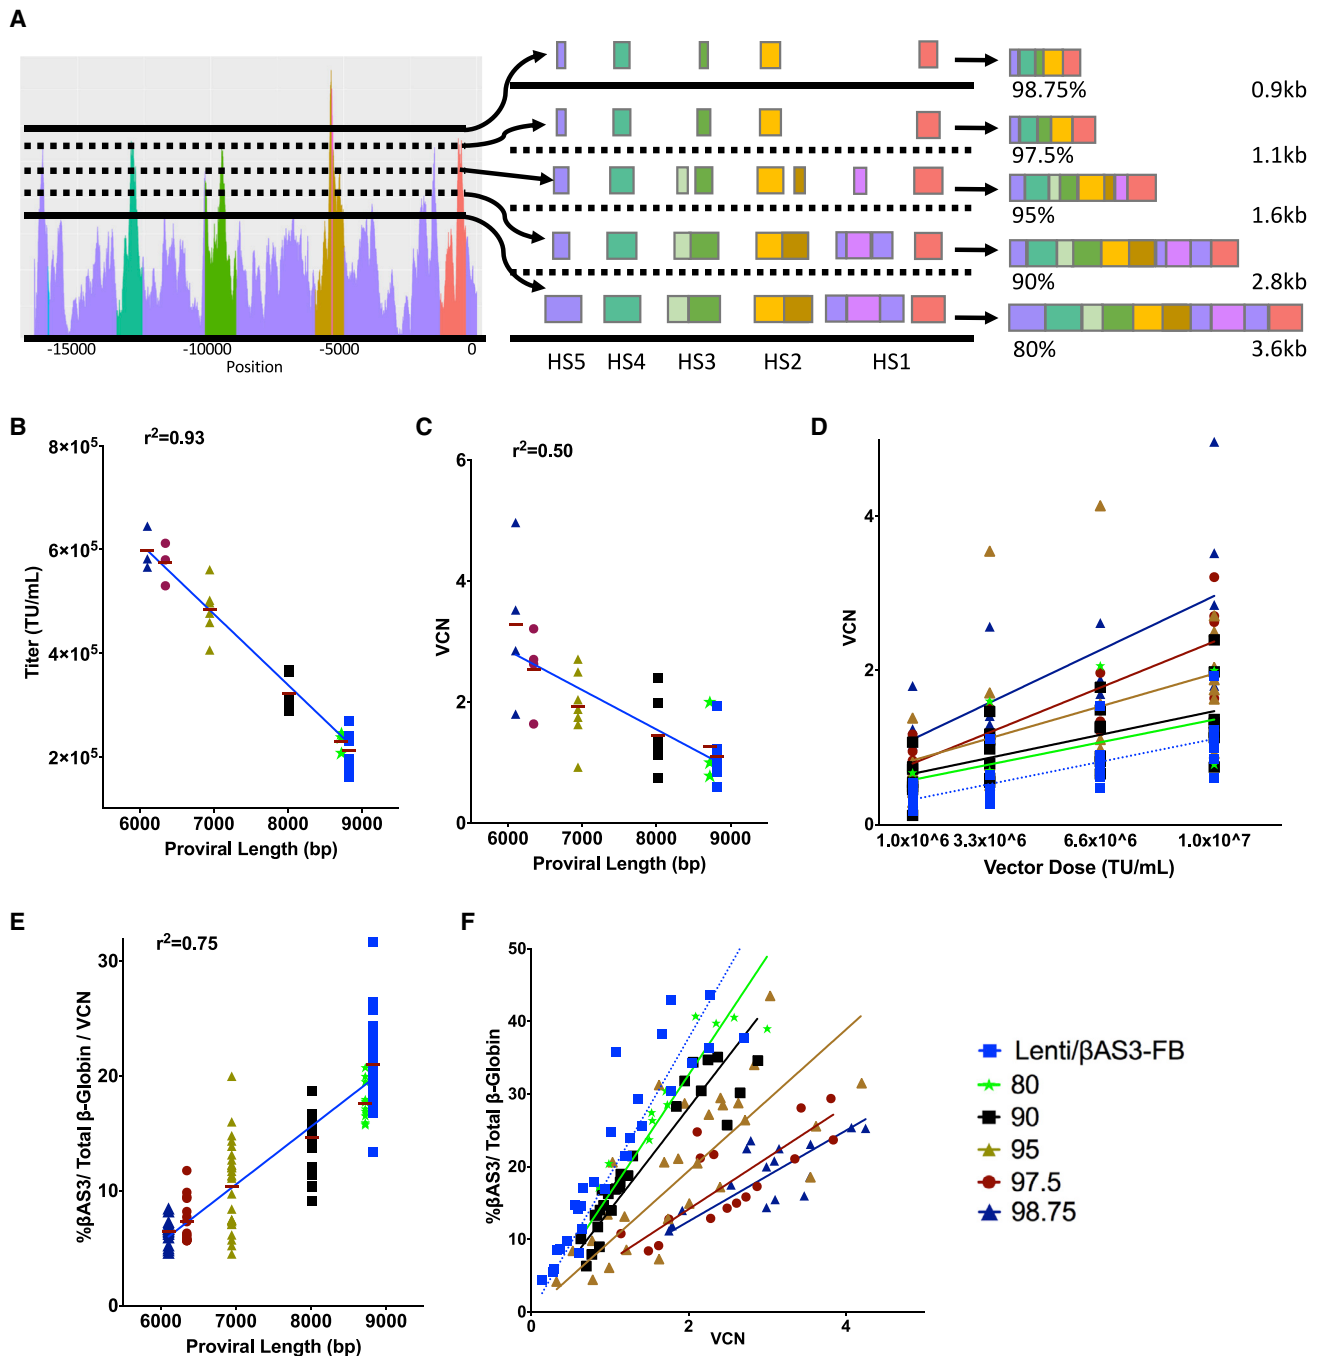 A
98.75% 0.9kb
97.5% 1.1kb
95% 1.6kb
90% 2.8kb
80% 3.6kb
-15000 -10000 -5000 0
Position
HS5 HS4 HS3 HS2 HS1
B
r²=0.93
8×10⁵
6×10⁵
4×10⁵
2×10⁵
Titer (TU/mL)
6000 7000 8000 9000
Proviral Length (bp)
C
r²=0.50
6
4
2
0
VCN
6000 7000 8000 9000
Proviral Length (bp)
D
4
2
0
VCN
1.0x10^6 3.3x10^6 6.6x10^6 1.0x10^7
Vector Dose (TU/mL)
E
r²=0.75
30
20
10
0
%βAS3/ Total β-Globin / VCN
6000 7000 8000 9000
Proviral Length (bp)
F
50
40
30
20
10
0
%βAS3/ Total β-Globin
0 2 4
VCN
Lenti/βAS3-FB
80
90
95
97.5
98.75